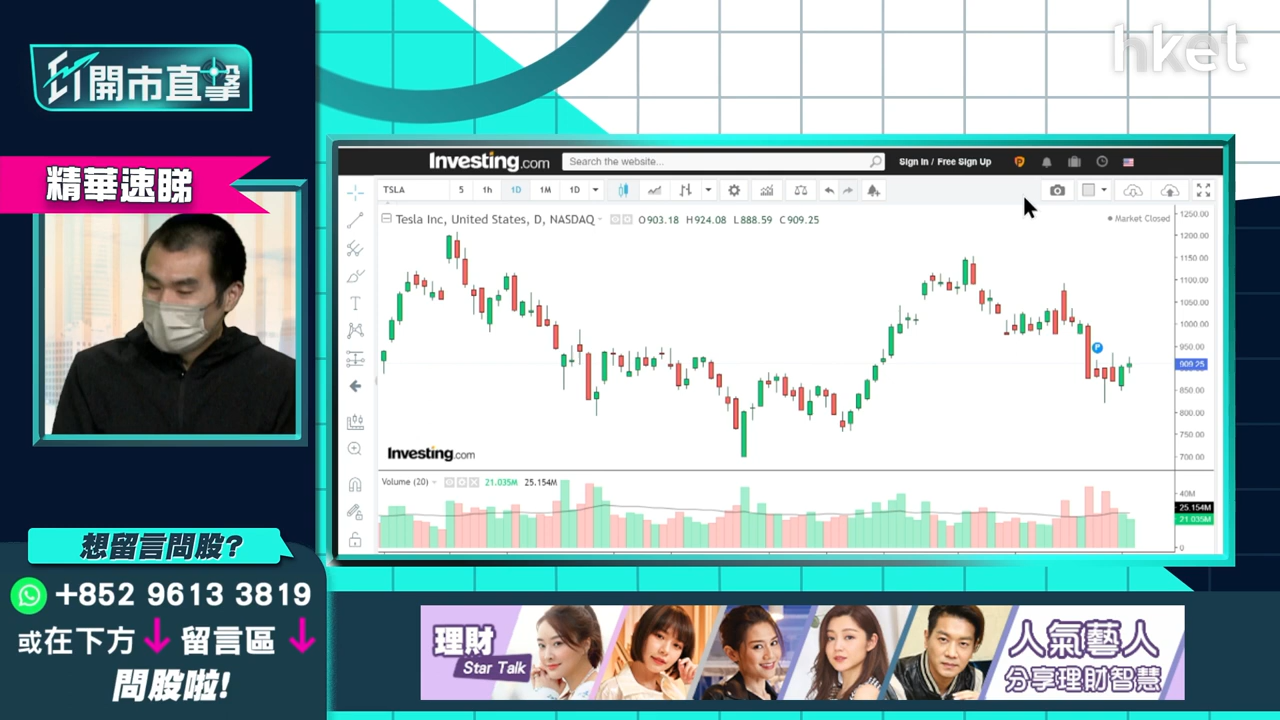 開市直擊
hket
精華速睇
Investing.com
Search the website...
Sign In / Free Sign Up
TSLA
5
1h
1D
1M
1D
Tesla Inc, United States, D, NASDAQ
O903.18 H924.08 L888.59 C909.25
Market Closed
1250.00
1200.00
1150.00
1100.00
1050.00
1000.00
950.00
909.25
850.00
800.00
750.00
700.00
P
Investing.com
Volume (20)
21.035M
25.154M
40M
25.154M
21.035M
0
想留言問股?
+852 9613 3819
或在下方 留言區
問股啦!
理財
Star Talk
人氣藝人
分享理財智慧